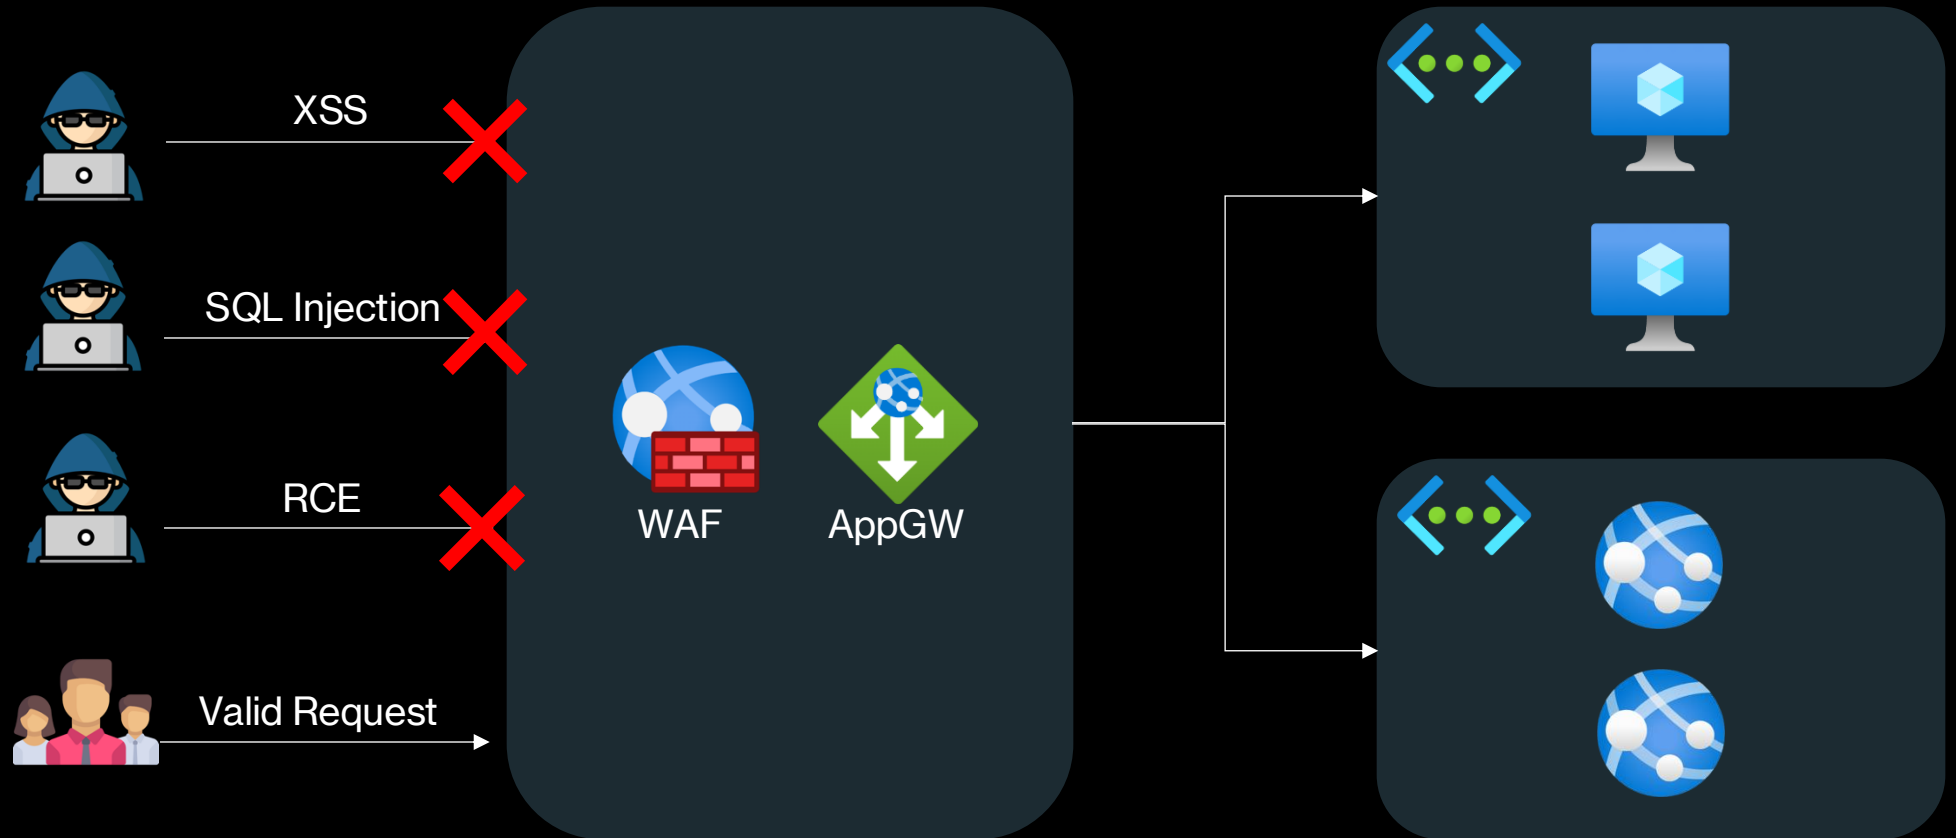 XSS
SQL Injection
RCE
WAF
AppGW
Valid Request